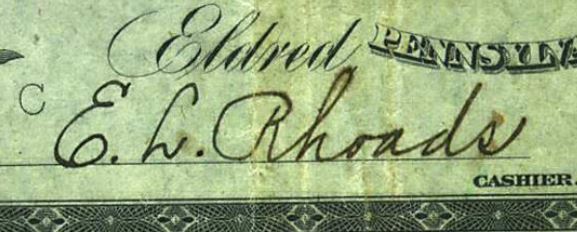 Eldred PENNSYLVA
C E. L. Rhoads
CASHIER.